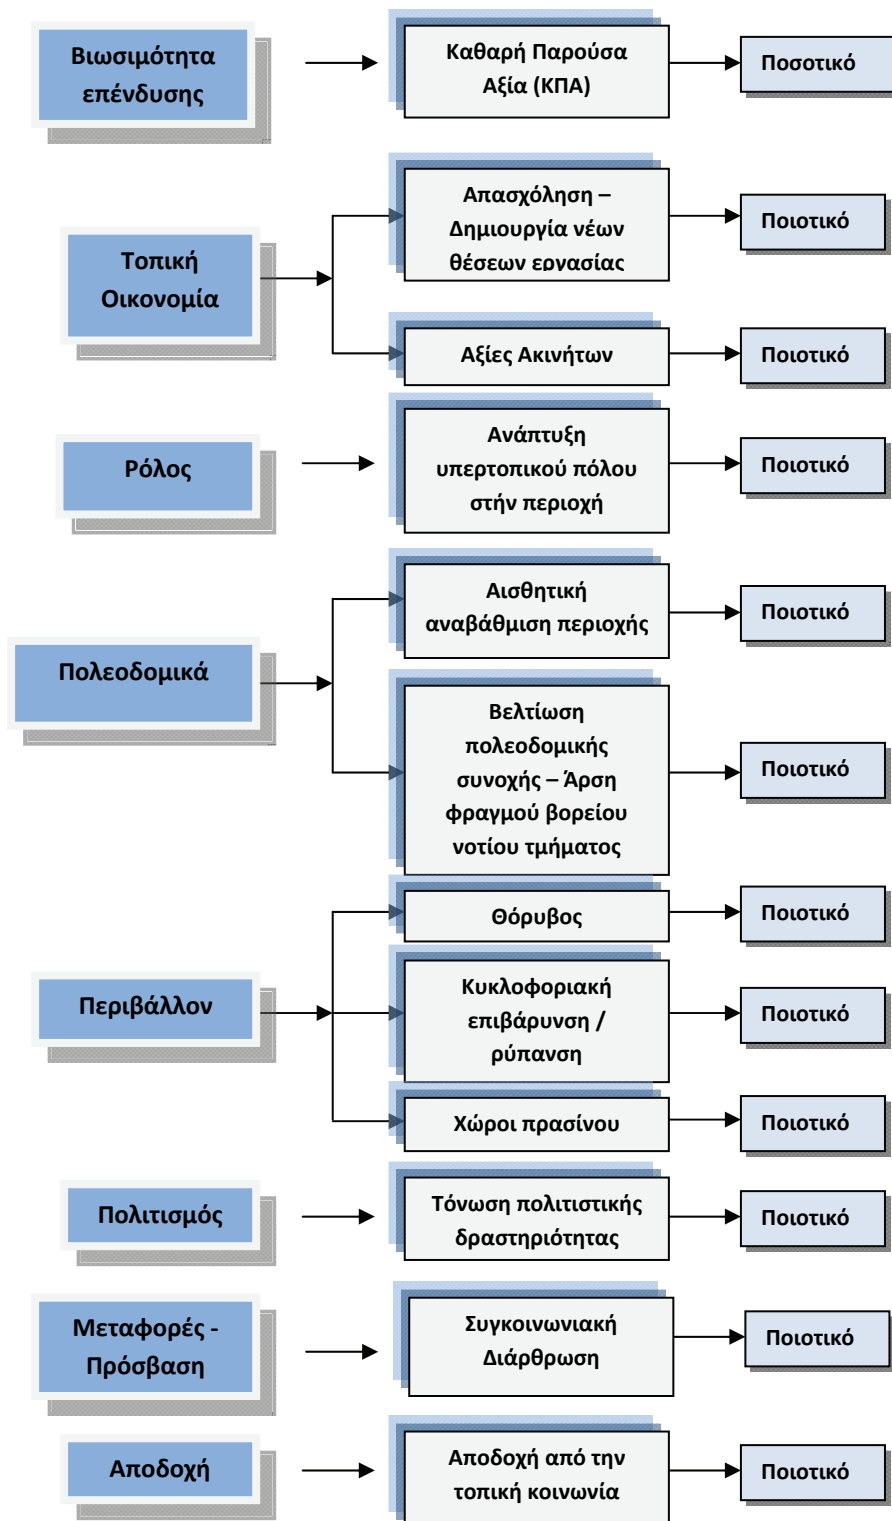 Βιωσιμότητα
επένδυσης
Καθαρή Παρούσα
Αξία (ΚΠΑ)
Ποσοτικό
Τοπική
Οικονομία
Απασχόληση –
Δημιουργία νέων
θέσεων εργασίας
Ποιοτικό
Αξίες Ακινήτων
Ποιοτικό
Ρόλος
Ανάπτυξη
υπερτοπικού πόλου
στήν περιοχή
Ποιοτικό
Πολεοδομικά
Αισθητική
αναβάθμιση περιοχής
Ποιοτικό
Βελτίωση
πολεοδομικής
συνοχής – Άρση
φραγμού βορείου
νοτίου τμήματος
Ποιοτικό
Περιβάλλον
Θόρυβος
Ποιοτικό
Κυκλοφοριακή
επιβάρυνση /
ρύπανση
Ποιοτικό
Χώροι πρασίνου
Ποιοτικό
Πολιτισμός
Τόνωση πολιτιστικής
δραστηριότητας
Ποιοτικό
Μεταφορές -
Πρόσβαση
Συγκοινωνιακή
Διάρθρωση
Ποιοτικό
Αποδοχή
Αποδοχή από την
τοπική κοινωνία
Ποιοτικό